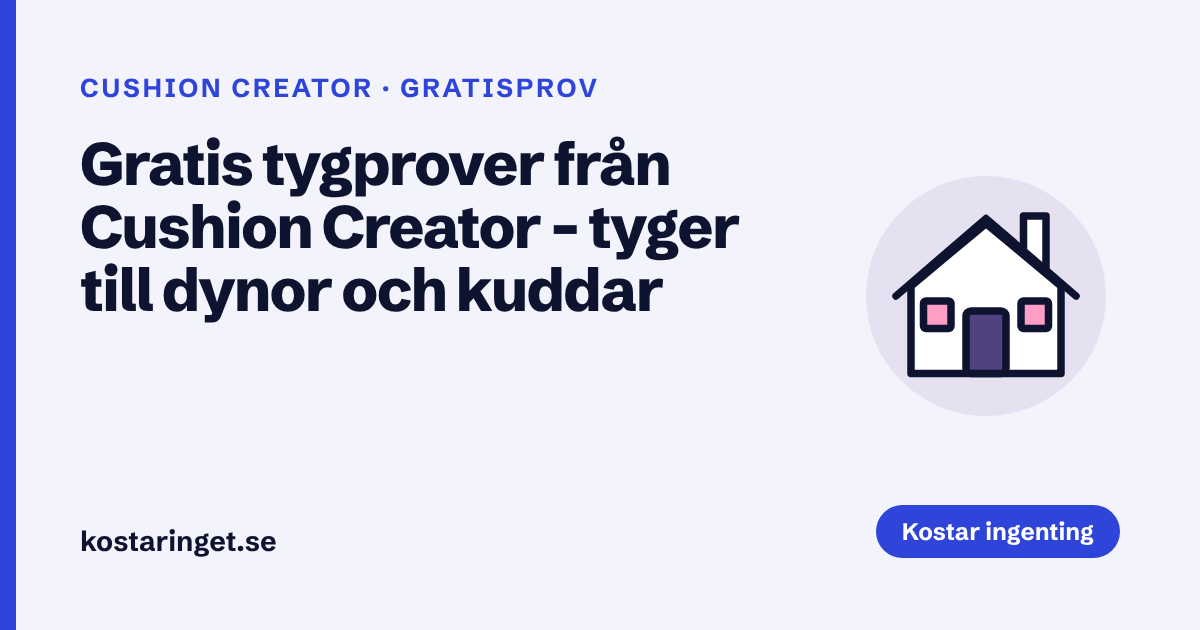 CUSHION CREATOR · GRATISPROV
Gratis tygprover från
Cushion Creator – tyger
till dynor och kuddar
kostaringet.se
Kostar ingenting